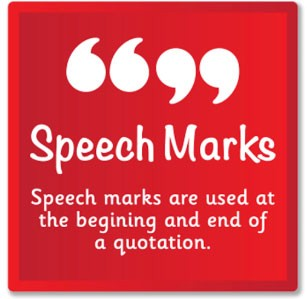 “ ”
Speech Marks
Speech marks are used at
the begining and end of
a quotation.